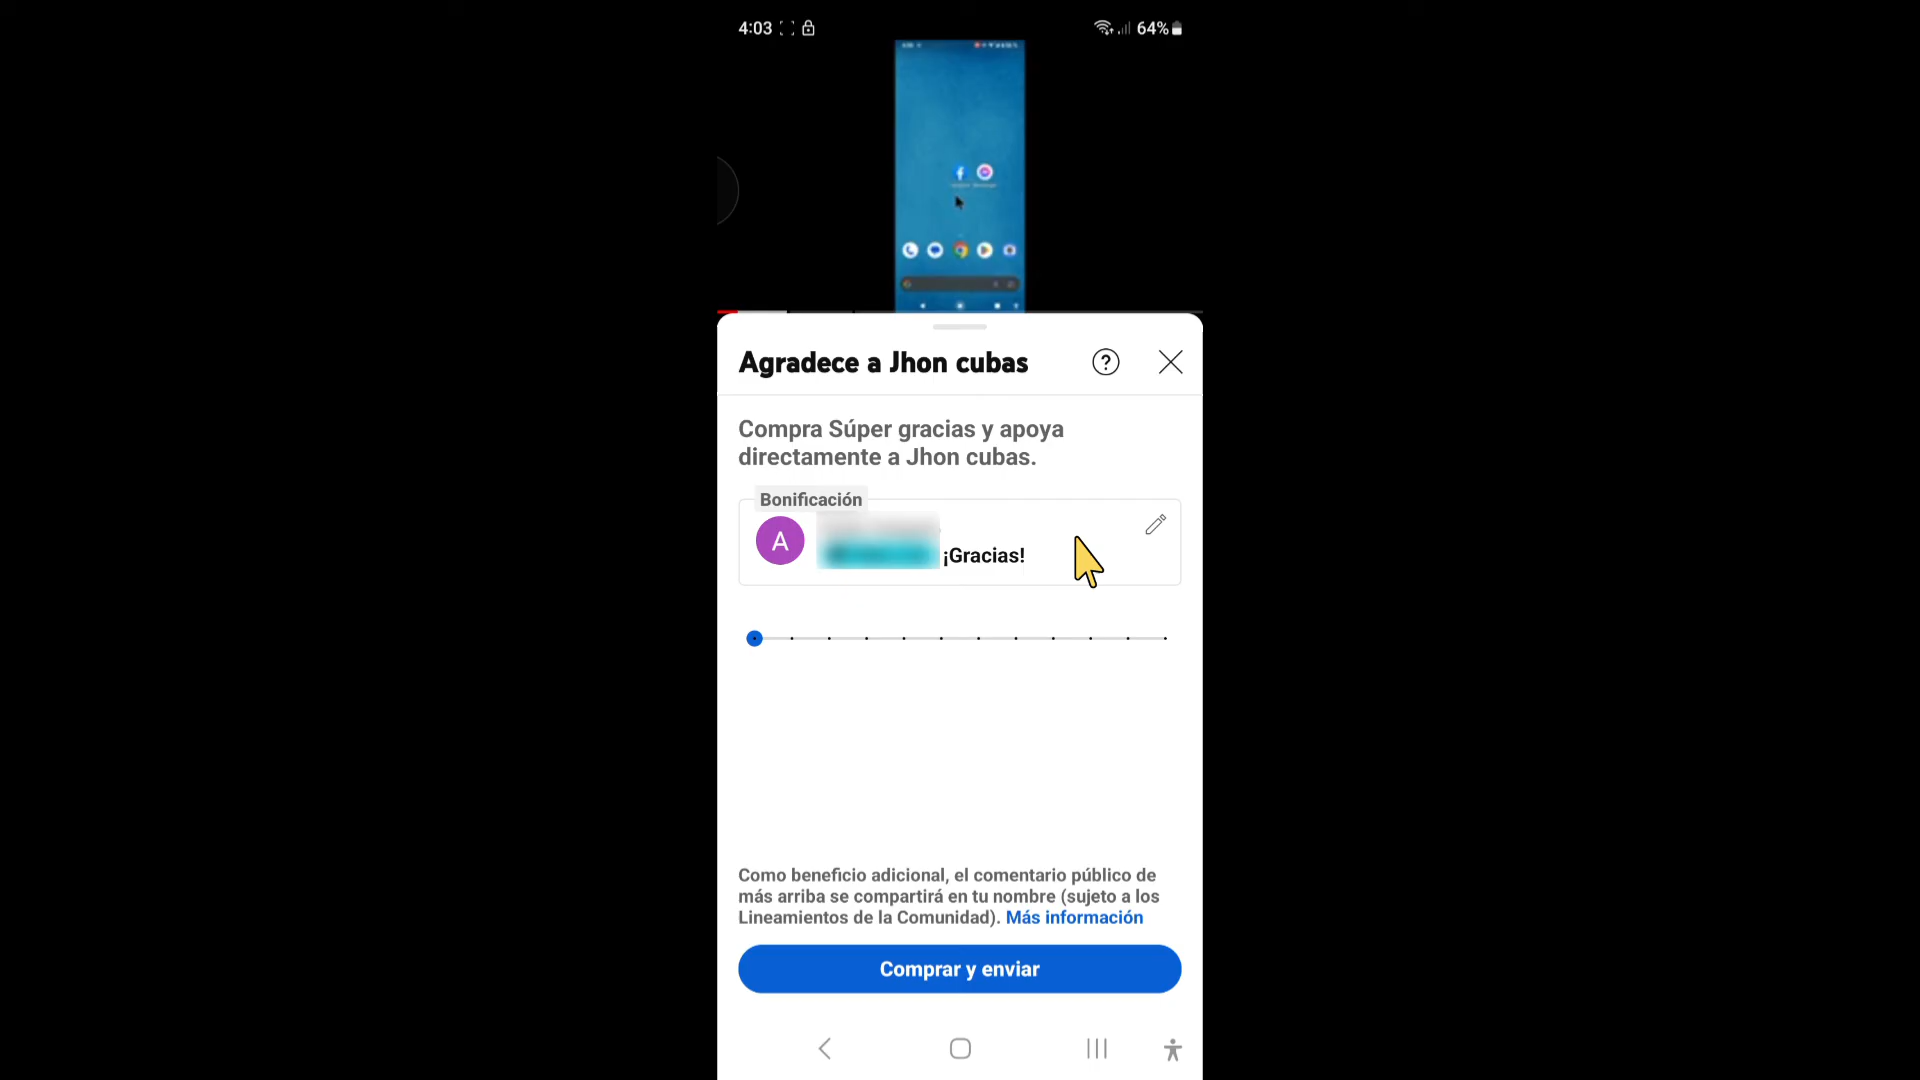 4:03
64%
Agradece a Jhon cubas
Compra Súper gracias y apoya
directamente a Jhon cubas.
Bonificación
A
¡Gracias!
Como beneficio adicional, el comentario público de
más arriba se compartirá en tu nombre (sujeto a los
Lineamientos de la Comunidad). Más información
Comprar y enviar